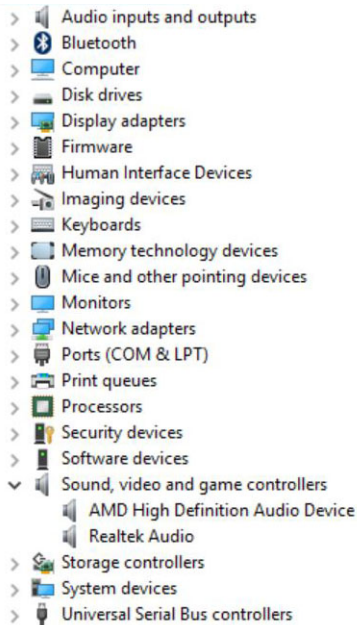 Audio inputs and outputs
Bluetooth
Computer
Disk drives
Display adapters
Firmware
Human Interface Devices
Imaging devices
Keyboards
Memory technology devices
Mice and other pointing devices
Monitors
Network adapters
Ports (COM & LPT)
Print queues
Processors
Security devices
Software devices
Sound, video and game controllers
AMD High Definition Audio Device
Realtek Audio
Storage controllers
System devices
Universal Serial Bus controllers